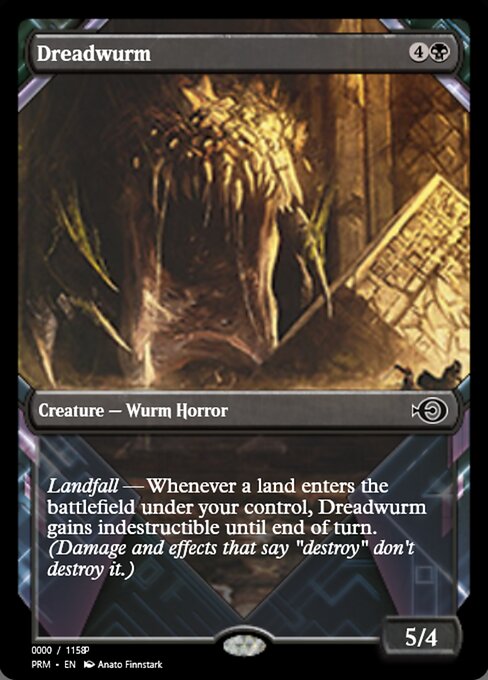 Dreadwurm 4
Creature — Wurm Horror
Landfall — Whenever a land enters the
battlefield under your control, Dreadwurm
gains indestructible until end of turn.
(Damage and effects that say "destroy" don't
destroy it.)
5/4
0000 / 1158P
PRM • EN Anato Finnstark